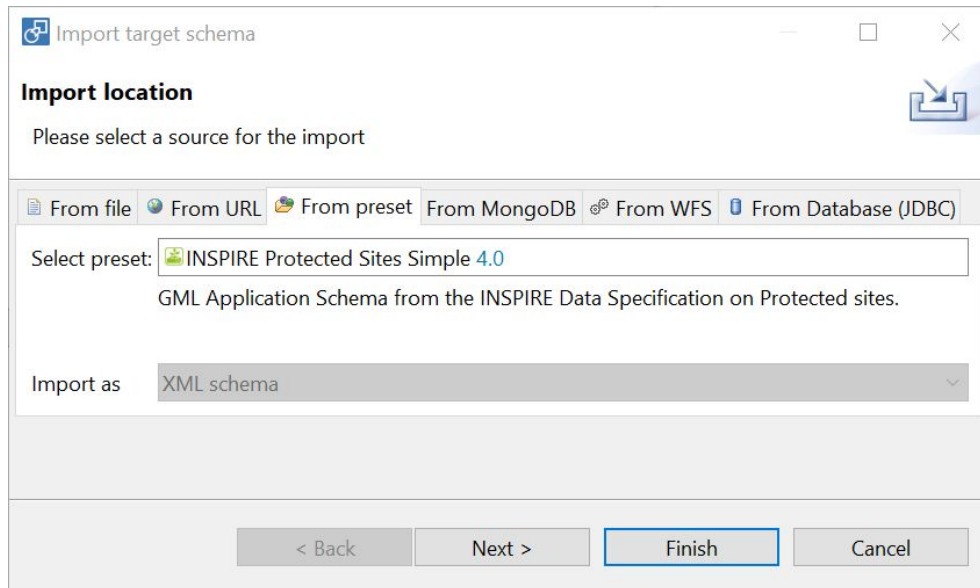 Import target schema
Import location
Please select a source for the import
From file From URL From preset From MongoDB From WFS From Database (JDBC)
Select preset: INSPIRE Protected Sites Simple 4.0
GML Application Schema from the INSPIRE Data Specification on Protected sites.
Import as XML schema
< Back Next > Finish Cancel